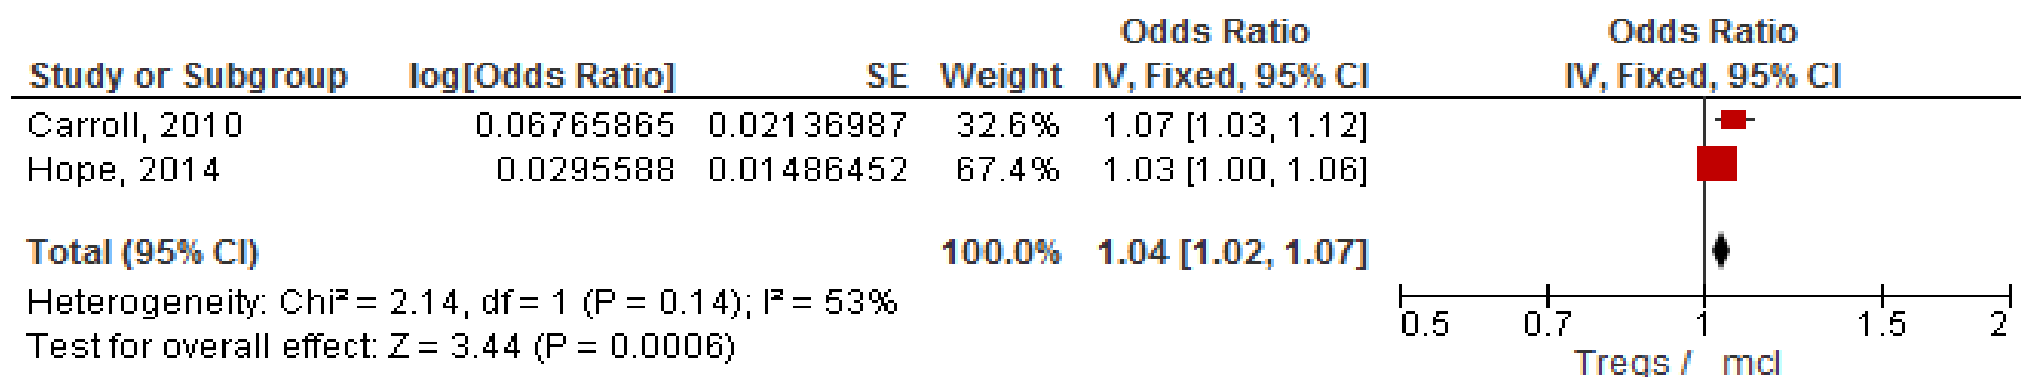 Odds Ratio Odds Ratio
Study or Subgroup log[Odds Ratio] SE Weight IV, Fixed, 95% CI IV, Fixed, 95% CI
Carroll, 2010 0.06765865 0.02136987 32.6% 1.07 [1.03, 1.12]
Hope, 2014 0.0295588 0.01486452 67.4% 1.03 [1.00, 1.06]
Total (95% CI) 100.0% 1.04 [1.02, 1.07]
Heterogeneity: Chi² = 2.14, df = 1 (P = 0.14); I² = 53%
Test for overall effect: Z = 3.44 (P = 0.0006)
0.5 0.7 1 1.5 2
Tregs / mcl